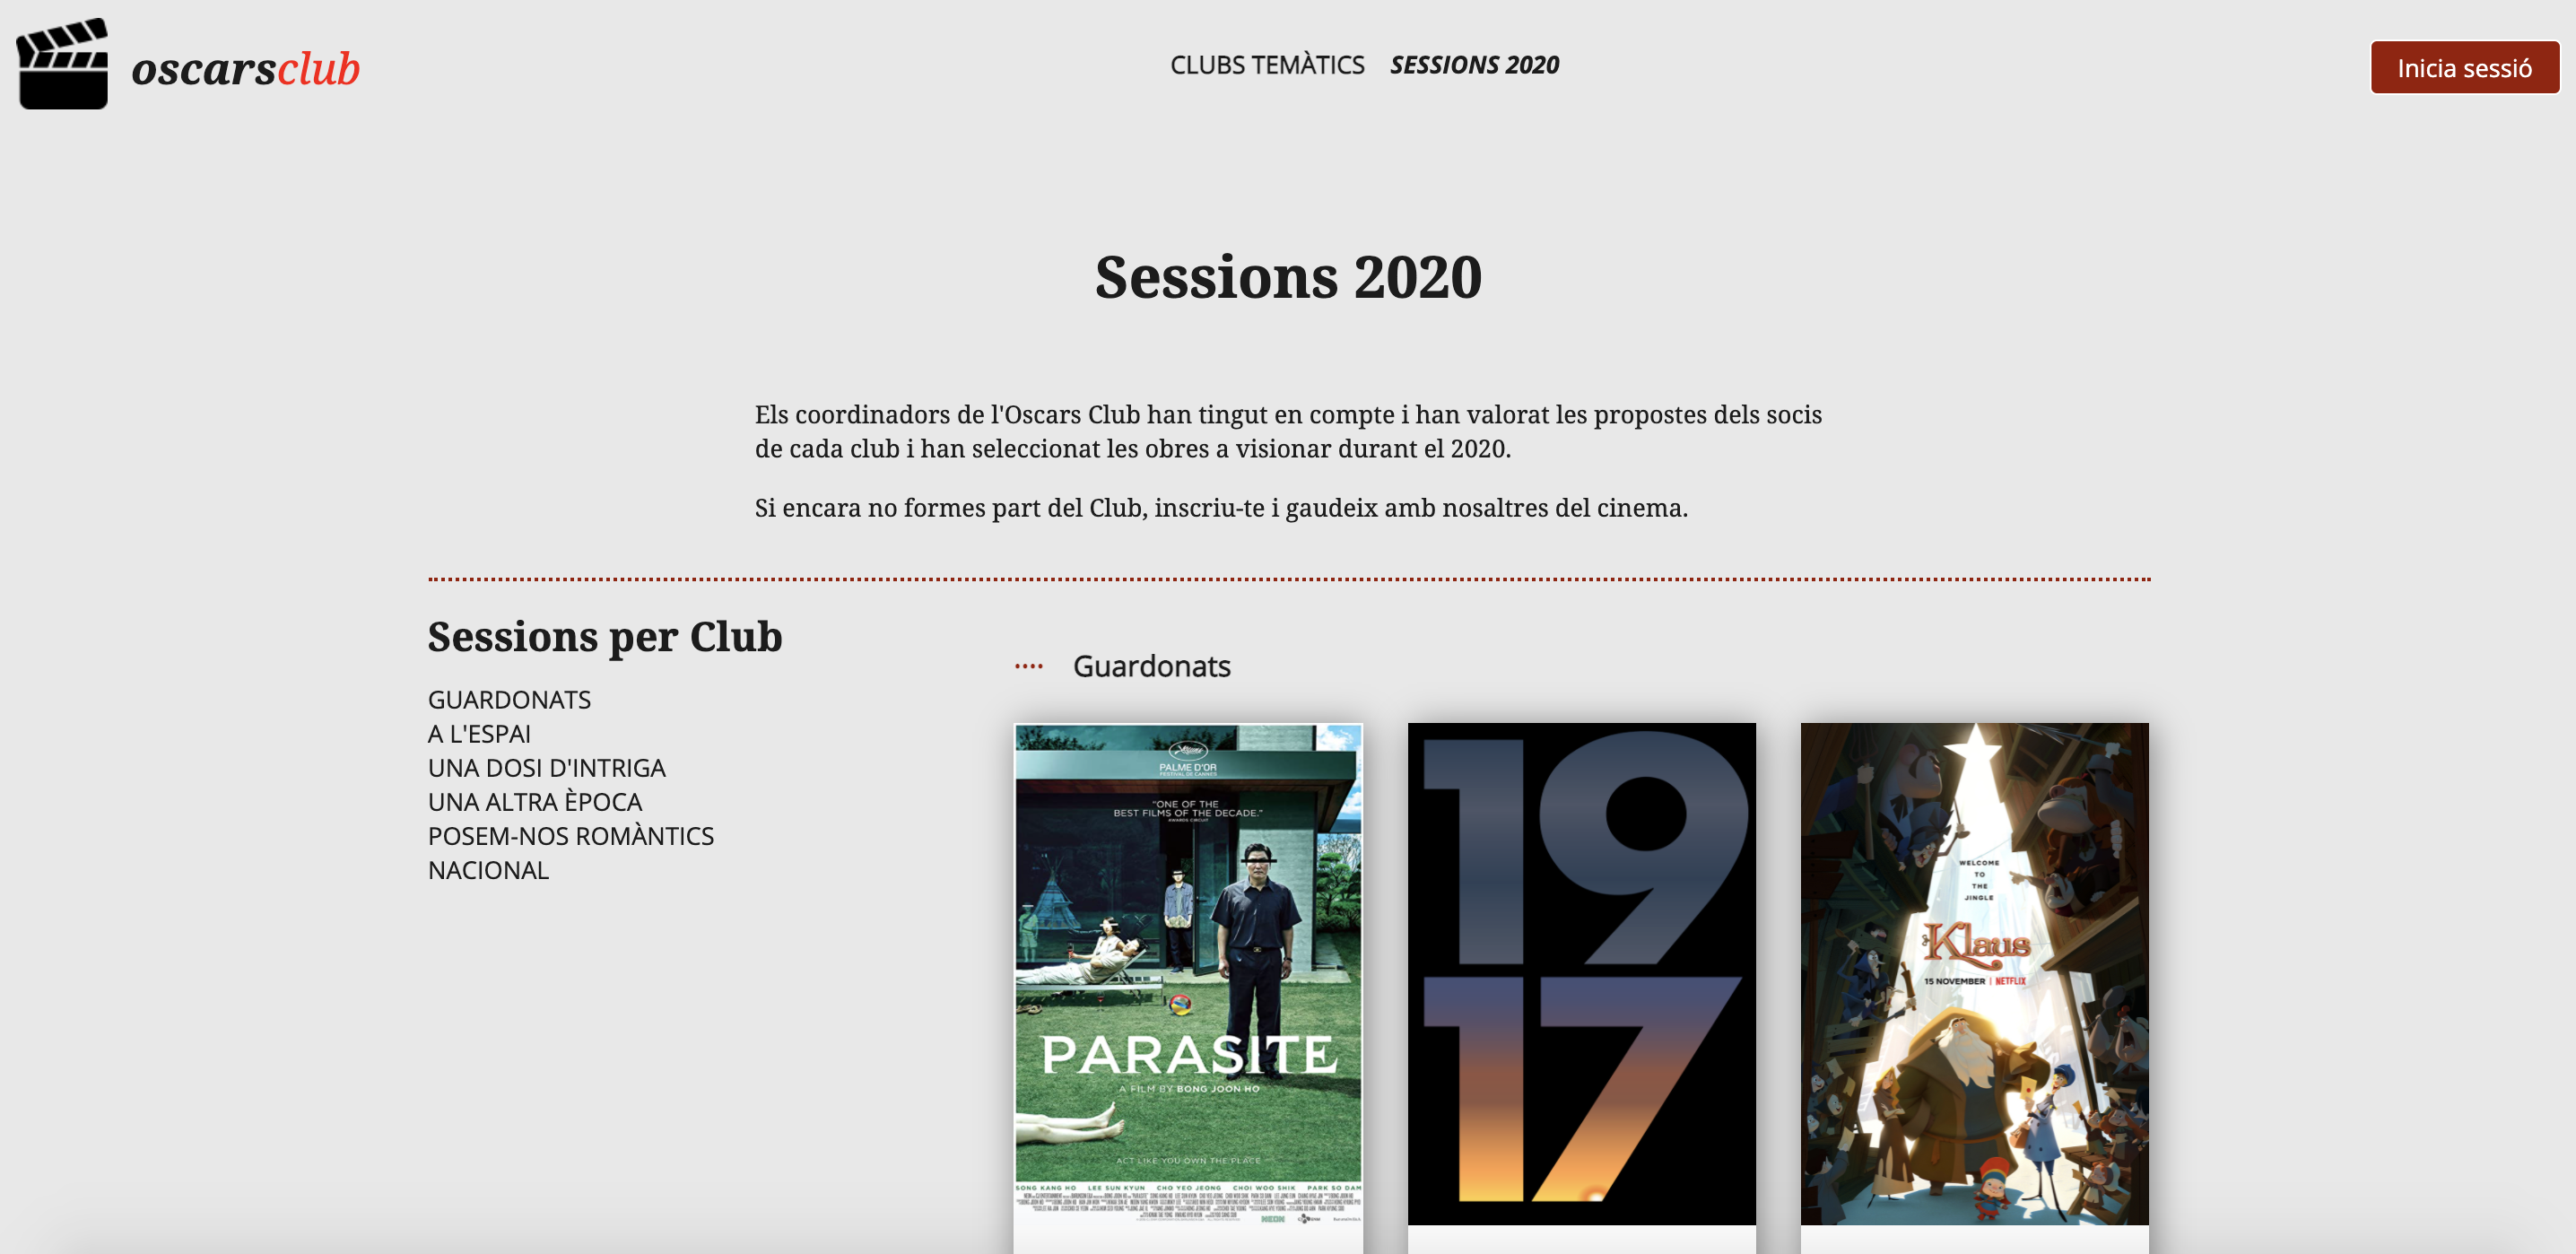 oscarsclub
CLUBS TEMÀTICS SESSIONS 2020
Inicia sessió
Sessions 2020
Els coordinadors de l'Oscars Club han tingut en compte i han valorat les propostes dels socis
de cada club i han seleccionat les obres a visionar durant el 2020.
Si encara no formes part del Club, inscriu-te i gaudeix amb nosaltres del cinema.
Sessions per Club
GUARDONATS
A L'ESPAI
UNA DOSI D'INTRIGA
UNA ALTRA ÈPOCA
POSEM-NOS ROMÀNTICS
NACIONAL
Guardonats
PALME D'OR
FESTIVAL DE CANNES
"ONE OF THE
BEST FILMS OF THE DECADE."
AWARDS CIRCUIT
PARASITE
A FILM BY BONG JOON HO
ACT LIKE YOU OWN THE PLACE
SONG KANG HO LEE SUN KYUN CHO YEO JEONG CHOI WOO SHIK PARK SO DAM
NEON
19
17
WELCOME
TO
THE
JINGLE
Klaus
15 NOVEMBER | NETFLIX